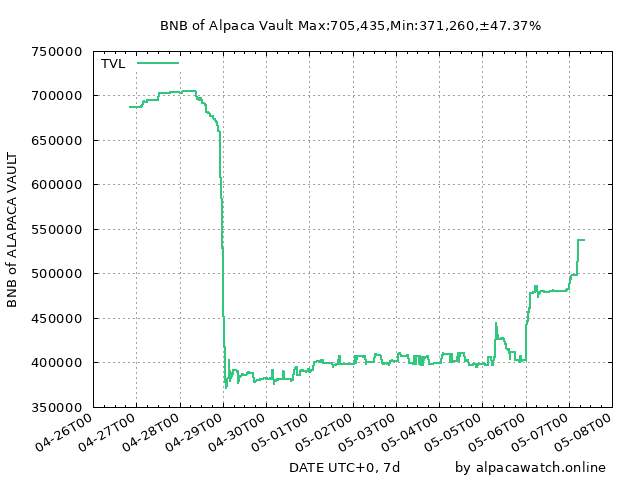 BNB of Alpaca Vault Max:705,435,Min:371,260,±47.37%
TVL
750000
700000
650000
600000
550000
500000
450000
400000
350000
BNB of ALAPACA VAULT
04-26T00
04-27T00
04-28T00
04-29T00
04-30T00
05-01T00
05-02T00
05-03T00
05-04T00
05-05T00
05-06T00
05-07T00
05-08T00
DATE UTC+0, 7d
by alpacawatch.online